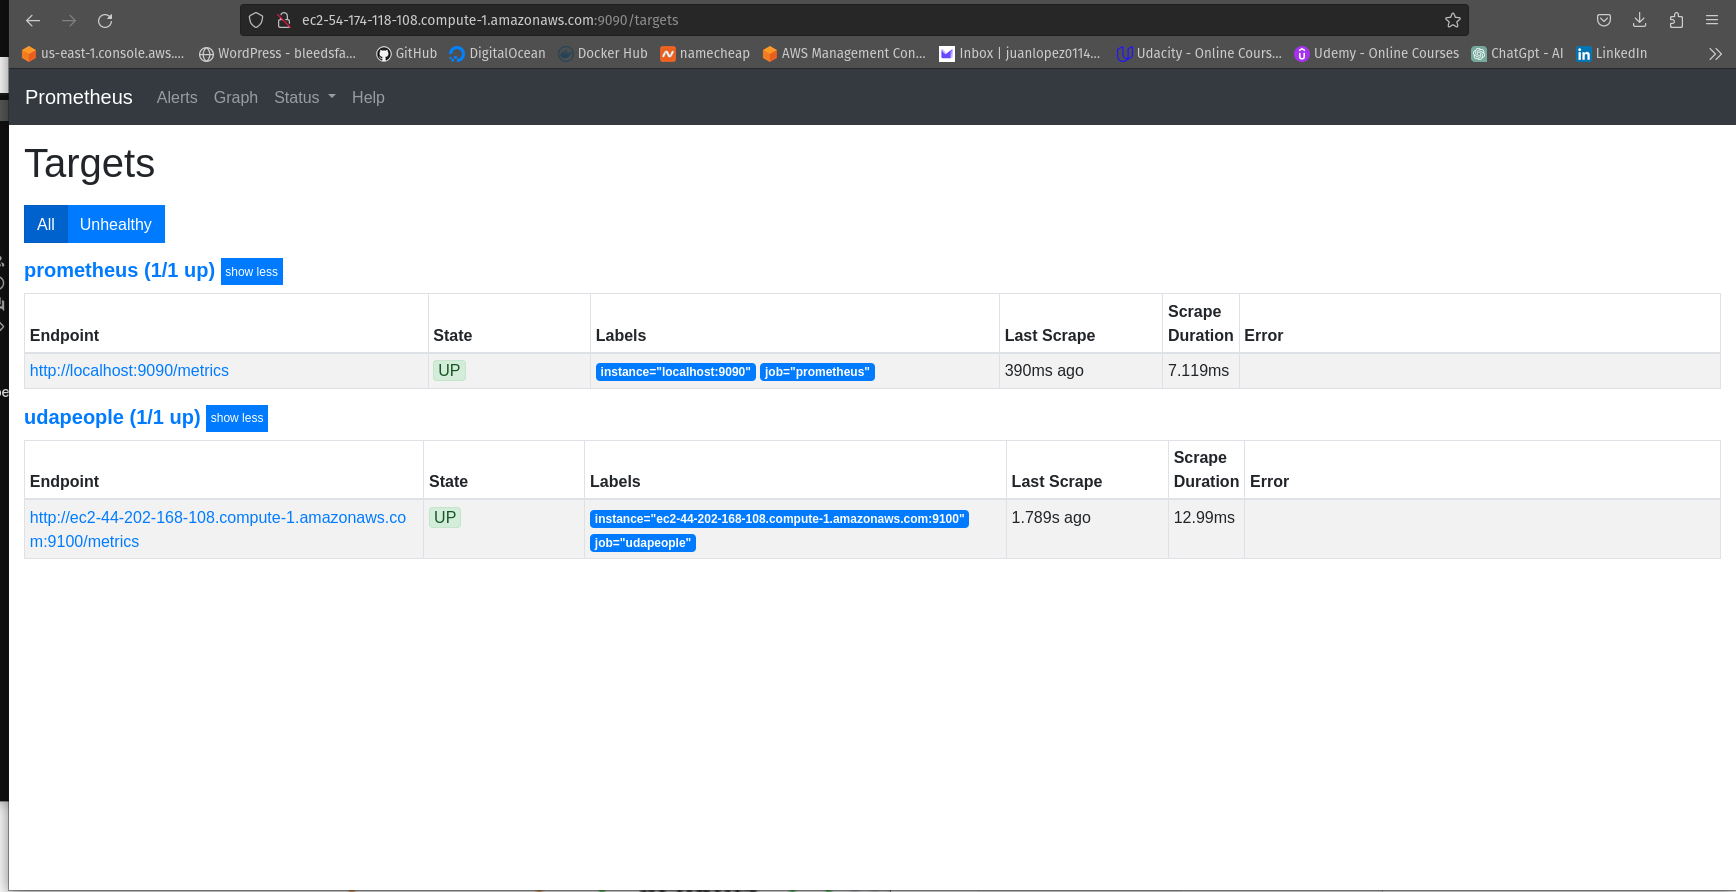 ec2-54-174-118-108.compute-1.amazonaws.com:9090/targets
us-east-1.console.aws.... WordPress - bleedsfa... GitHub DigitalOcean Docker Hub namecheap AWS Management Con... Inbox | juanlopez0114... Udacity - Online Cours... Udemy - Online Courses ChatGpt - AI LinkedIn
Prometheus Alerts Graph Status Help
Targets
All Unhealthy
prometheus (1/1 up) show less
Endpoint State Labels Last Scrape Scrape Duration Error
http://localhost:9090/metrics UP instance="localhost:9090" job="prometheus" 390ms ago 7.119ms
udapeople (1/1 up) show less
Endpoint State Labels Last Scrape Scrape Duration Error
http://ec2-44-202-168-108.compute-1.amazonaws.co UP instance="ec2-44-202-168-108.compute-1.amazonaws.com:9100" 1.789s ago 12.99ms
m:9100/metrics job="udapeople"